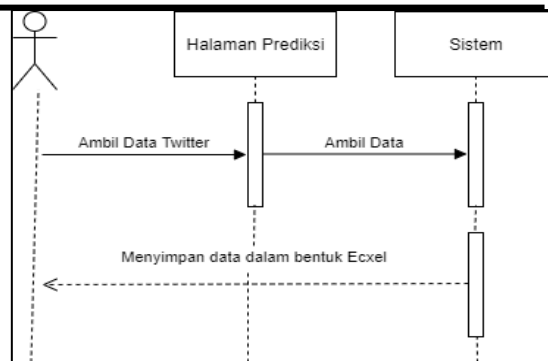 Halaman Prediksi
Sistem
Ambil Data Twitter
Ambil Data
Menyimpan data dalam bentuk Ecxel